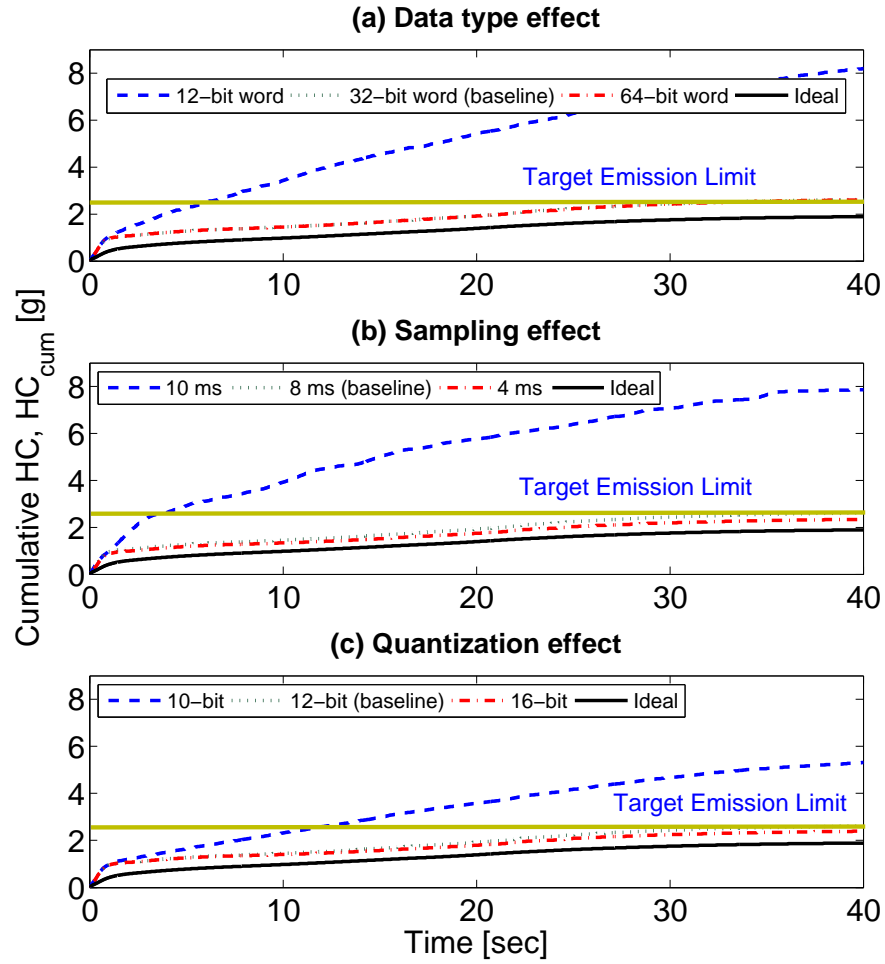 (a) Data type effect
8
12−bit word 32−bit word (baseline) 64−bit word Ideal
6
4
Target Emission Limit
2
0
0 10 20 30 40
(b) Sampling effect
8
10 ms 8 ms (baseline) 4 ms Ideal
6
4
Target Emission Limit
2
0
0 10 20 30 40
Cumulative HC, HC_cum [g]
(c) Quantization effect
8
10−bit 12−bit (baseline) 16−bit Ideal
6
4
Target Emission Limit
2
0
0 10 20 30 40
Time [sec]